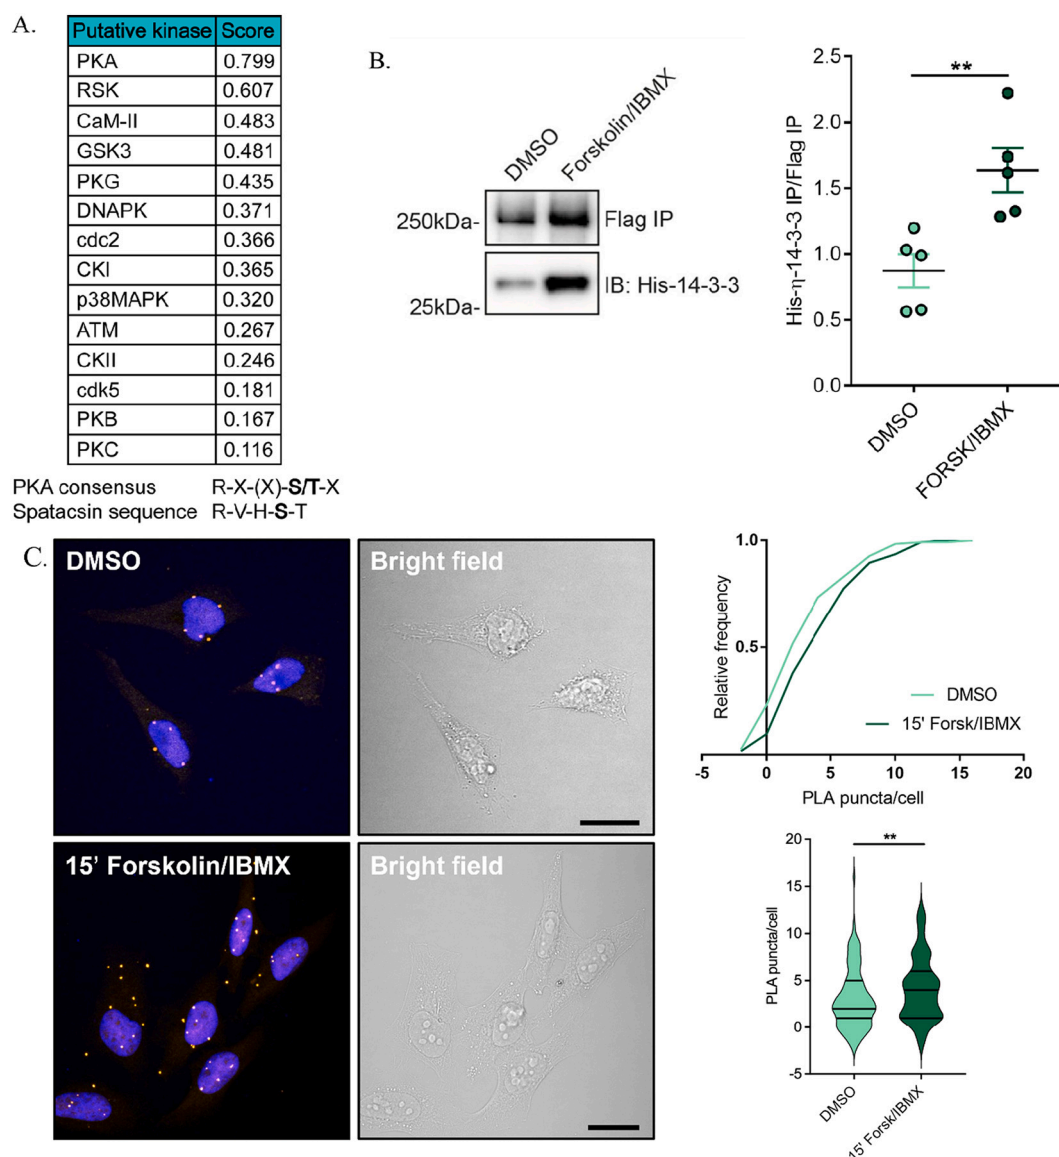 A.
Putative kinase Score
PKA 0.799
RSK 0.607
CaM-II 0.483
GSK3 0.481
PKG 0.435
DNAPK 0.371
cdc2 0.366
CKI 0.365
p38MAPK 0.320
ATM 0.267
CKII 0.246
cdk5 0.181
PKB 0.167
PKC 0.116
PKA consensus R-X-(X)-S/T-X
Spatacsin sequence R-V-H-S-T
B.
DMSO
Forskolin/IBMX
250kDa-
Flag IP
25kDa-
IB: His-14-3-3
His-η-14-3-3 IP/Flag IP
2.5
2.0
1.5
1.0
0.5
0.0
**
DMSO
FORSK/IBMX
C.
DMSO
Bright field
15' Forskolin/IBMX
Bright field
Relative frequency
1.0
0.5
DMSO
15' Forsk/IBMX
-5 0 5 10 15 20
PLA puncta/cell
PLA puncta/cell
20
15
10
5
0
-5
**
DMSO
15' Forsk/IBMX